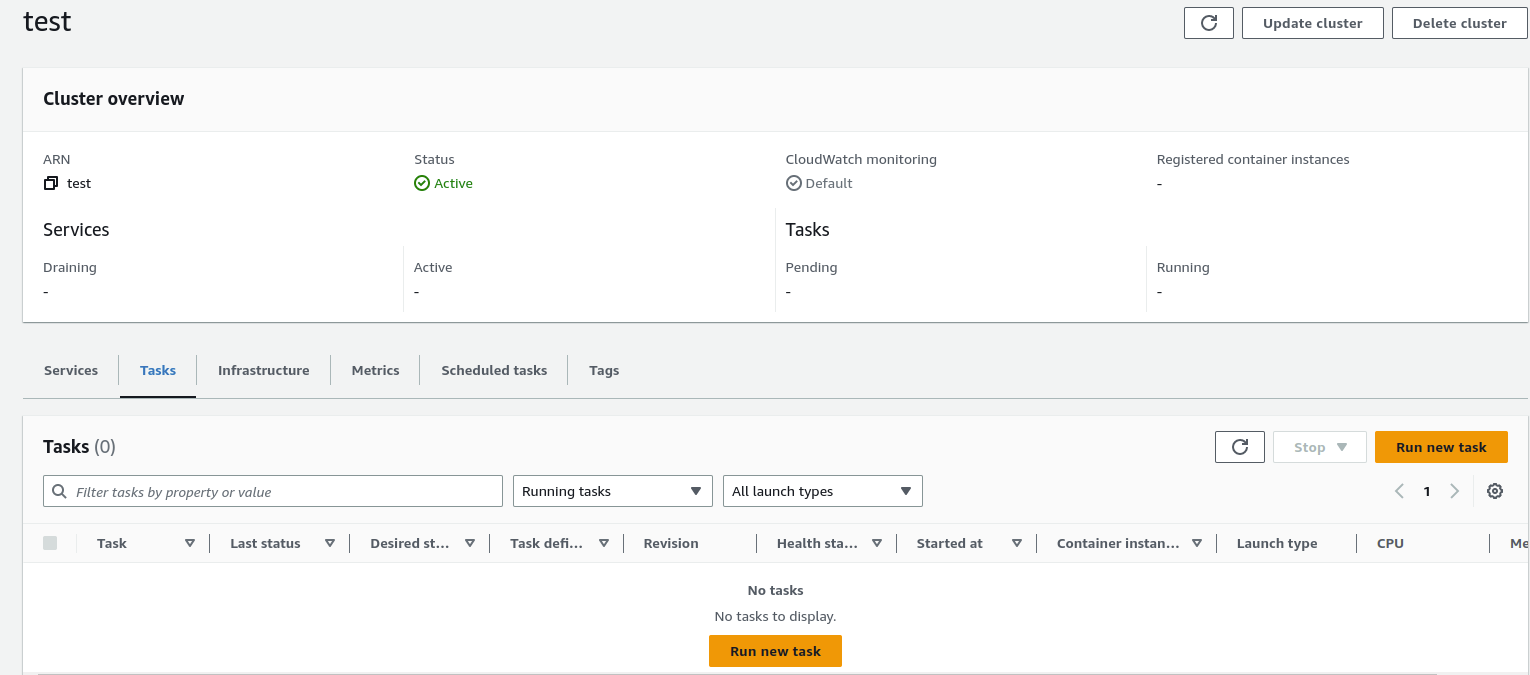 test
Update cluster
Delete cluster
Cluster overview
ARN
Status
CloudWatch monitoring
Registered container instances
test
Active
Default
-
Services
Tasks
Draining
Active
Pending
Running
-
-
-
-
Services
Tasks
Infrastructure
Metrics
Scheduled tasks
Tags
Tasks (0)
Stop
Run new task
Filter tasks by property or value
Running tasks
All launch types
1
Task
Last status
Desired st...
Task defi...
Revision
Health sta...
Started at
Container instan...
Launch type
CPU
Me
No tasks
No tasks to display.
Run new task